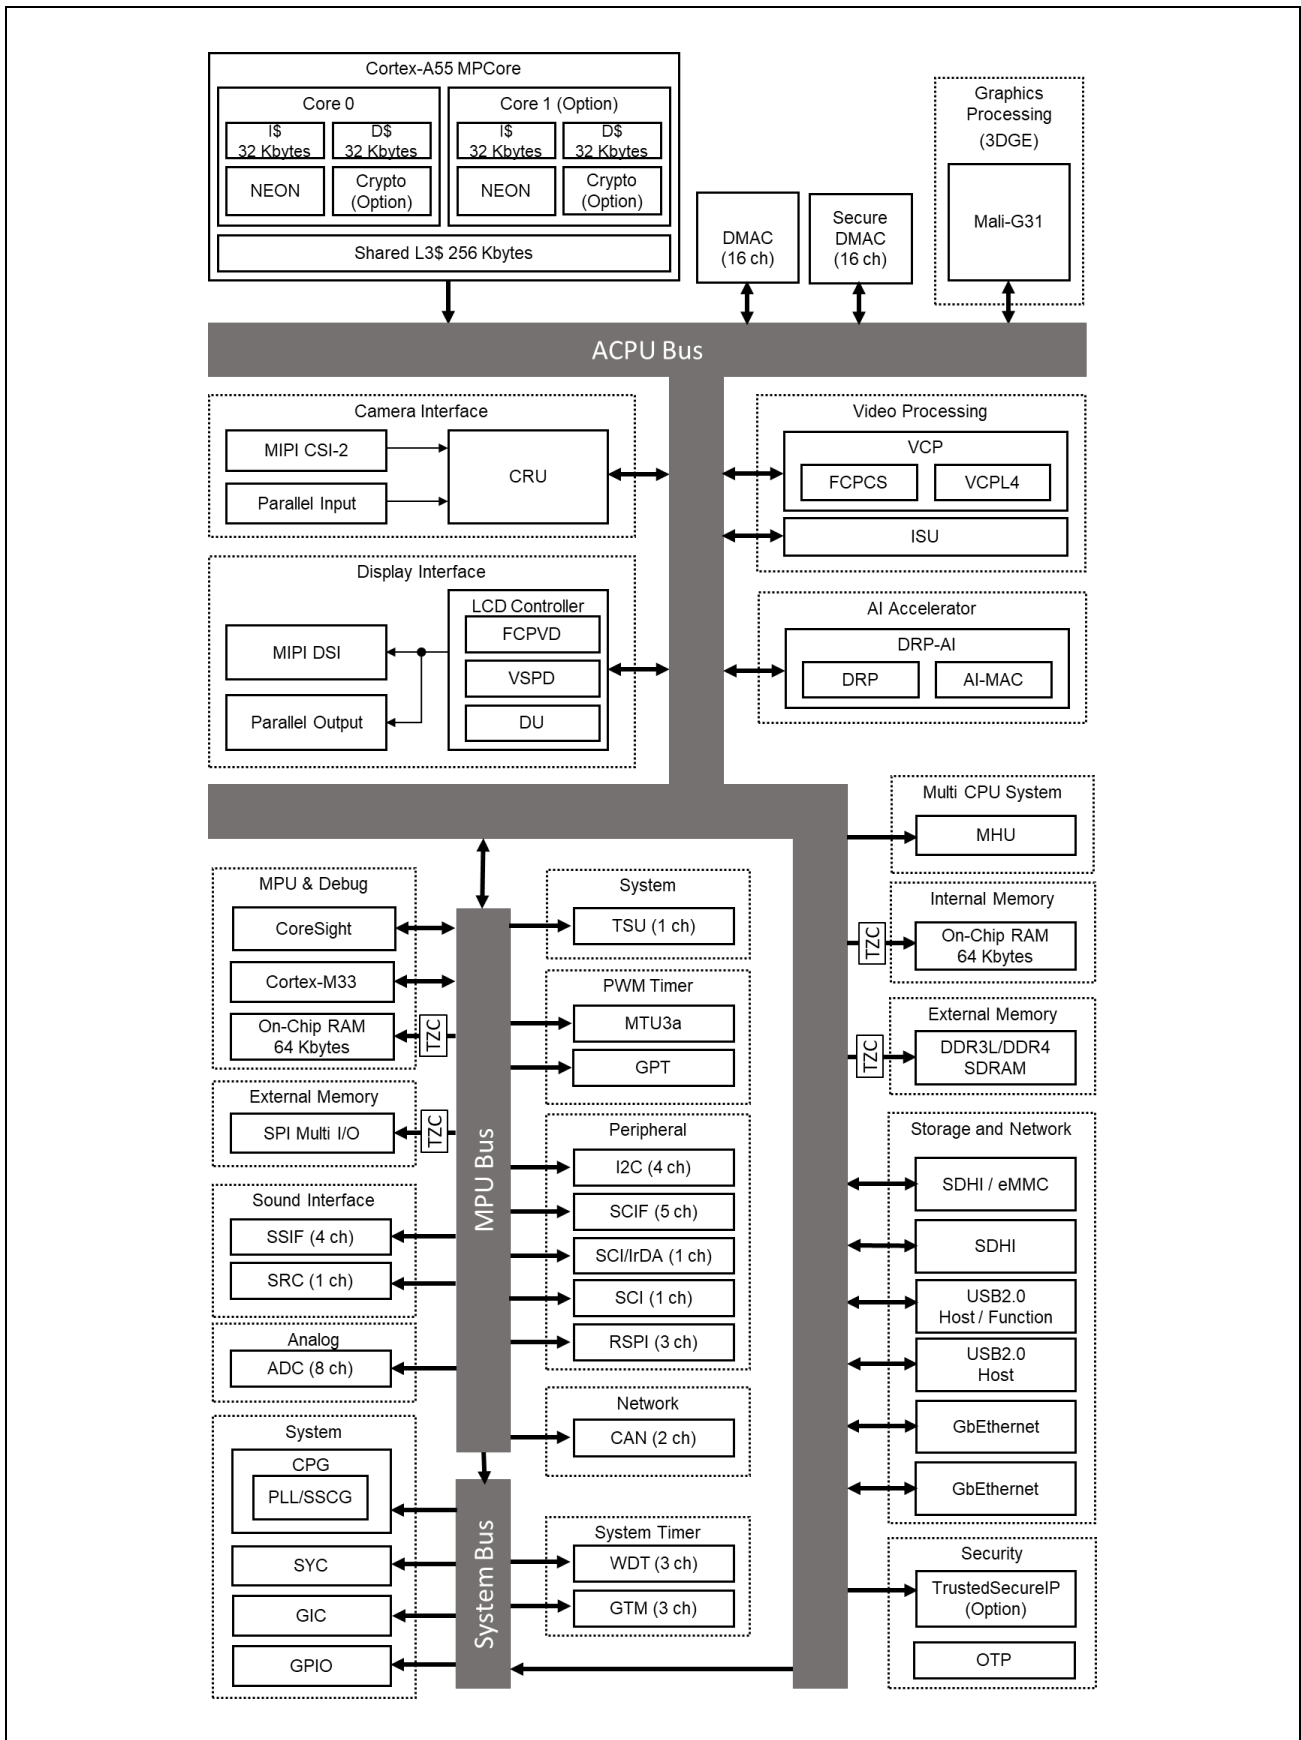 Cortex-A55 MPCore
Core 0
I$
32 Kbytes
D$
32 Kbytes
NEON
Crypto
(Option)
Core 1 (Option)
I$
32 Kbytes
D$
32 Kbytes
NEON
Crypto
(Option)
Shared L3$ 256 Kbytes
DMAC
(16 ch)
Secure
DMAC
(16 ch)
Graphics
Processing
(3DGE)
Mali-G31
ACPU Bus
Camera Interface
MIPI CSI-2
Parallel Input
CRU
Video Processing
VCP
FCPCS
VCPL4
ISU
Display Interface
MIPI DSI
Parallel Output
LCD Controller
FCPVD
VSPD
DU
AI Accelerator
DRP-AI
DRP
AI-MAC
Multi CPU System
MHU
Internal Memory
TZC
On-Chip RAM
64 Kbytes
External Memory
TZC
DDR3L/DDR4
SDRAM
Storage and Network
SDHI / eMMC
SDHI
USB2.0
Host / Function
USB2.0
Host
GbEthernet
GbEthernet
Security
TrustedSecureIP
(Option)
OTP
MPU & Debug
CoreSight
Cortex-M33
On-Chip RAM
64 Kbytes
TZC
External Memory
SPI Multi I/O
TZC
Sound Interface
SSIF (4 ch)
SRC (1 ch)
Analog
ADC (8 ch)
System
CPG
PLL/SSCG
SYC
GIC
GPIO
MPU Bus
System Bus
System
TSU (1 ch)
PWM Timer
MTU3a
GPT
Peripheral
I2C (4 ch)
SCIF (5 ch)
SCI/IrDA (1 ch)
SCI (1 ch)
RSPI (3 ch)
Network
CAN (2 ch)
System Timer
WDT (3 ch)
GTM (3 ch)